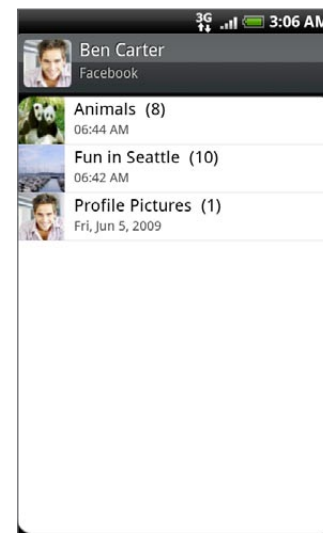 3G 3:06 AM
Ben Carter
Facebook
Animals (8)
06:44 AM
Fun in Seattle (10)
06:42 AM
Profile Pictures (1)
Fri, Jun 5, 2009